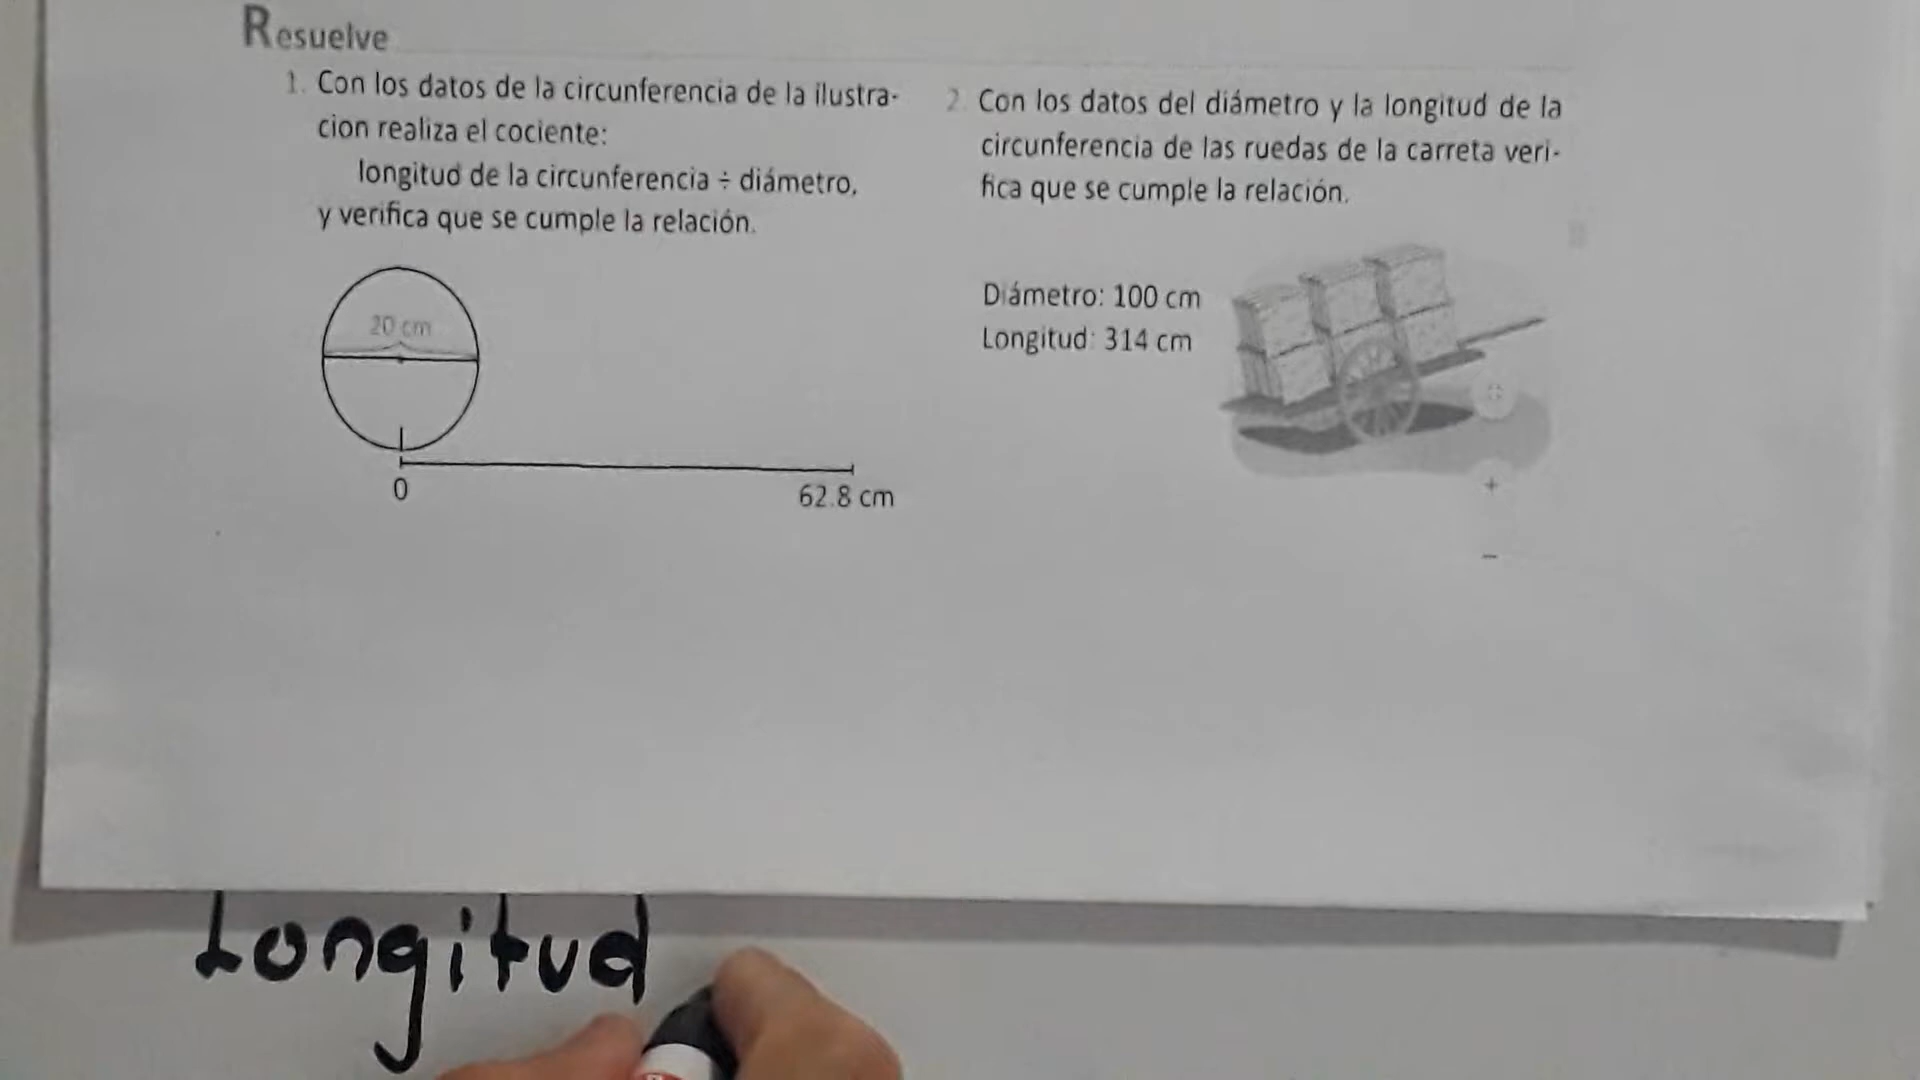 Resuelve
1. Con los datos de la circunferencia de la ilustra-
cion realiza el cociente:
longitud de la circunferencia ÷ diámetro,
y verifica que se cumple la relación.
20 cm
0
62.8 cm
2. Con los datos del diámetro y la longitud de la
circunferencia de las ruedas de la carreta veri-
fica que se cumple la relación.
Diámetro: 100 cm
Longitud: 314 cm
+
−
Longitud